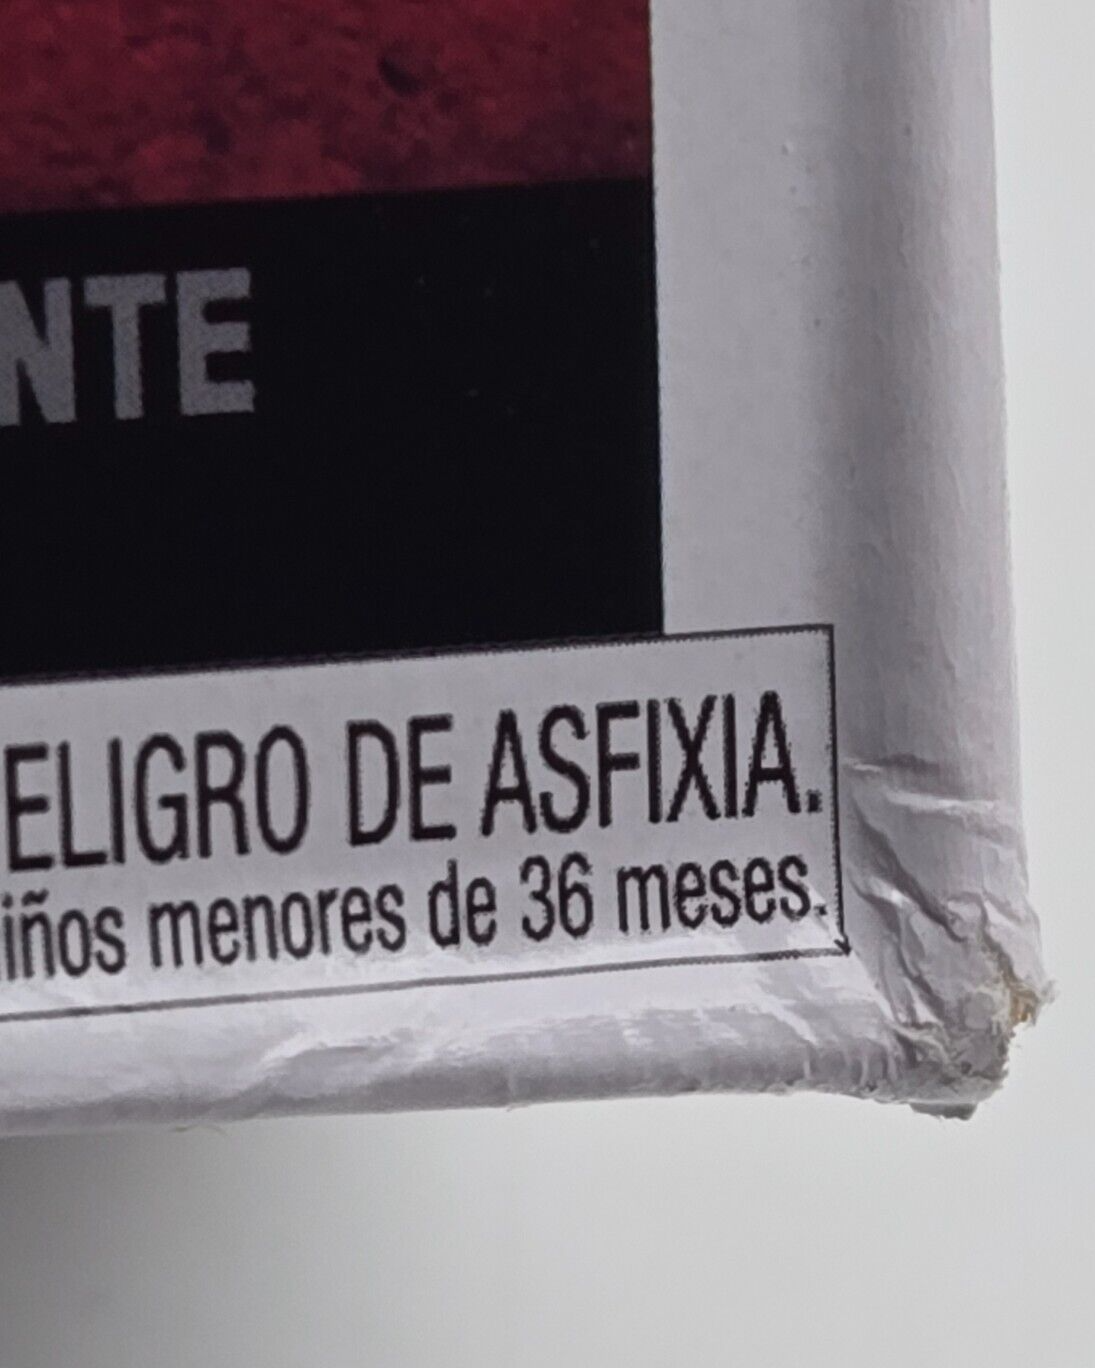 NTE
ELIGRO DE ASFIXIA.
iños menores de 36 meses.